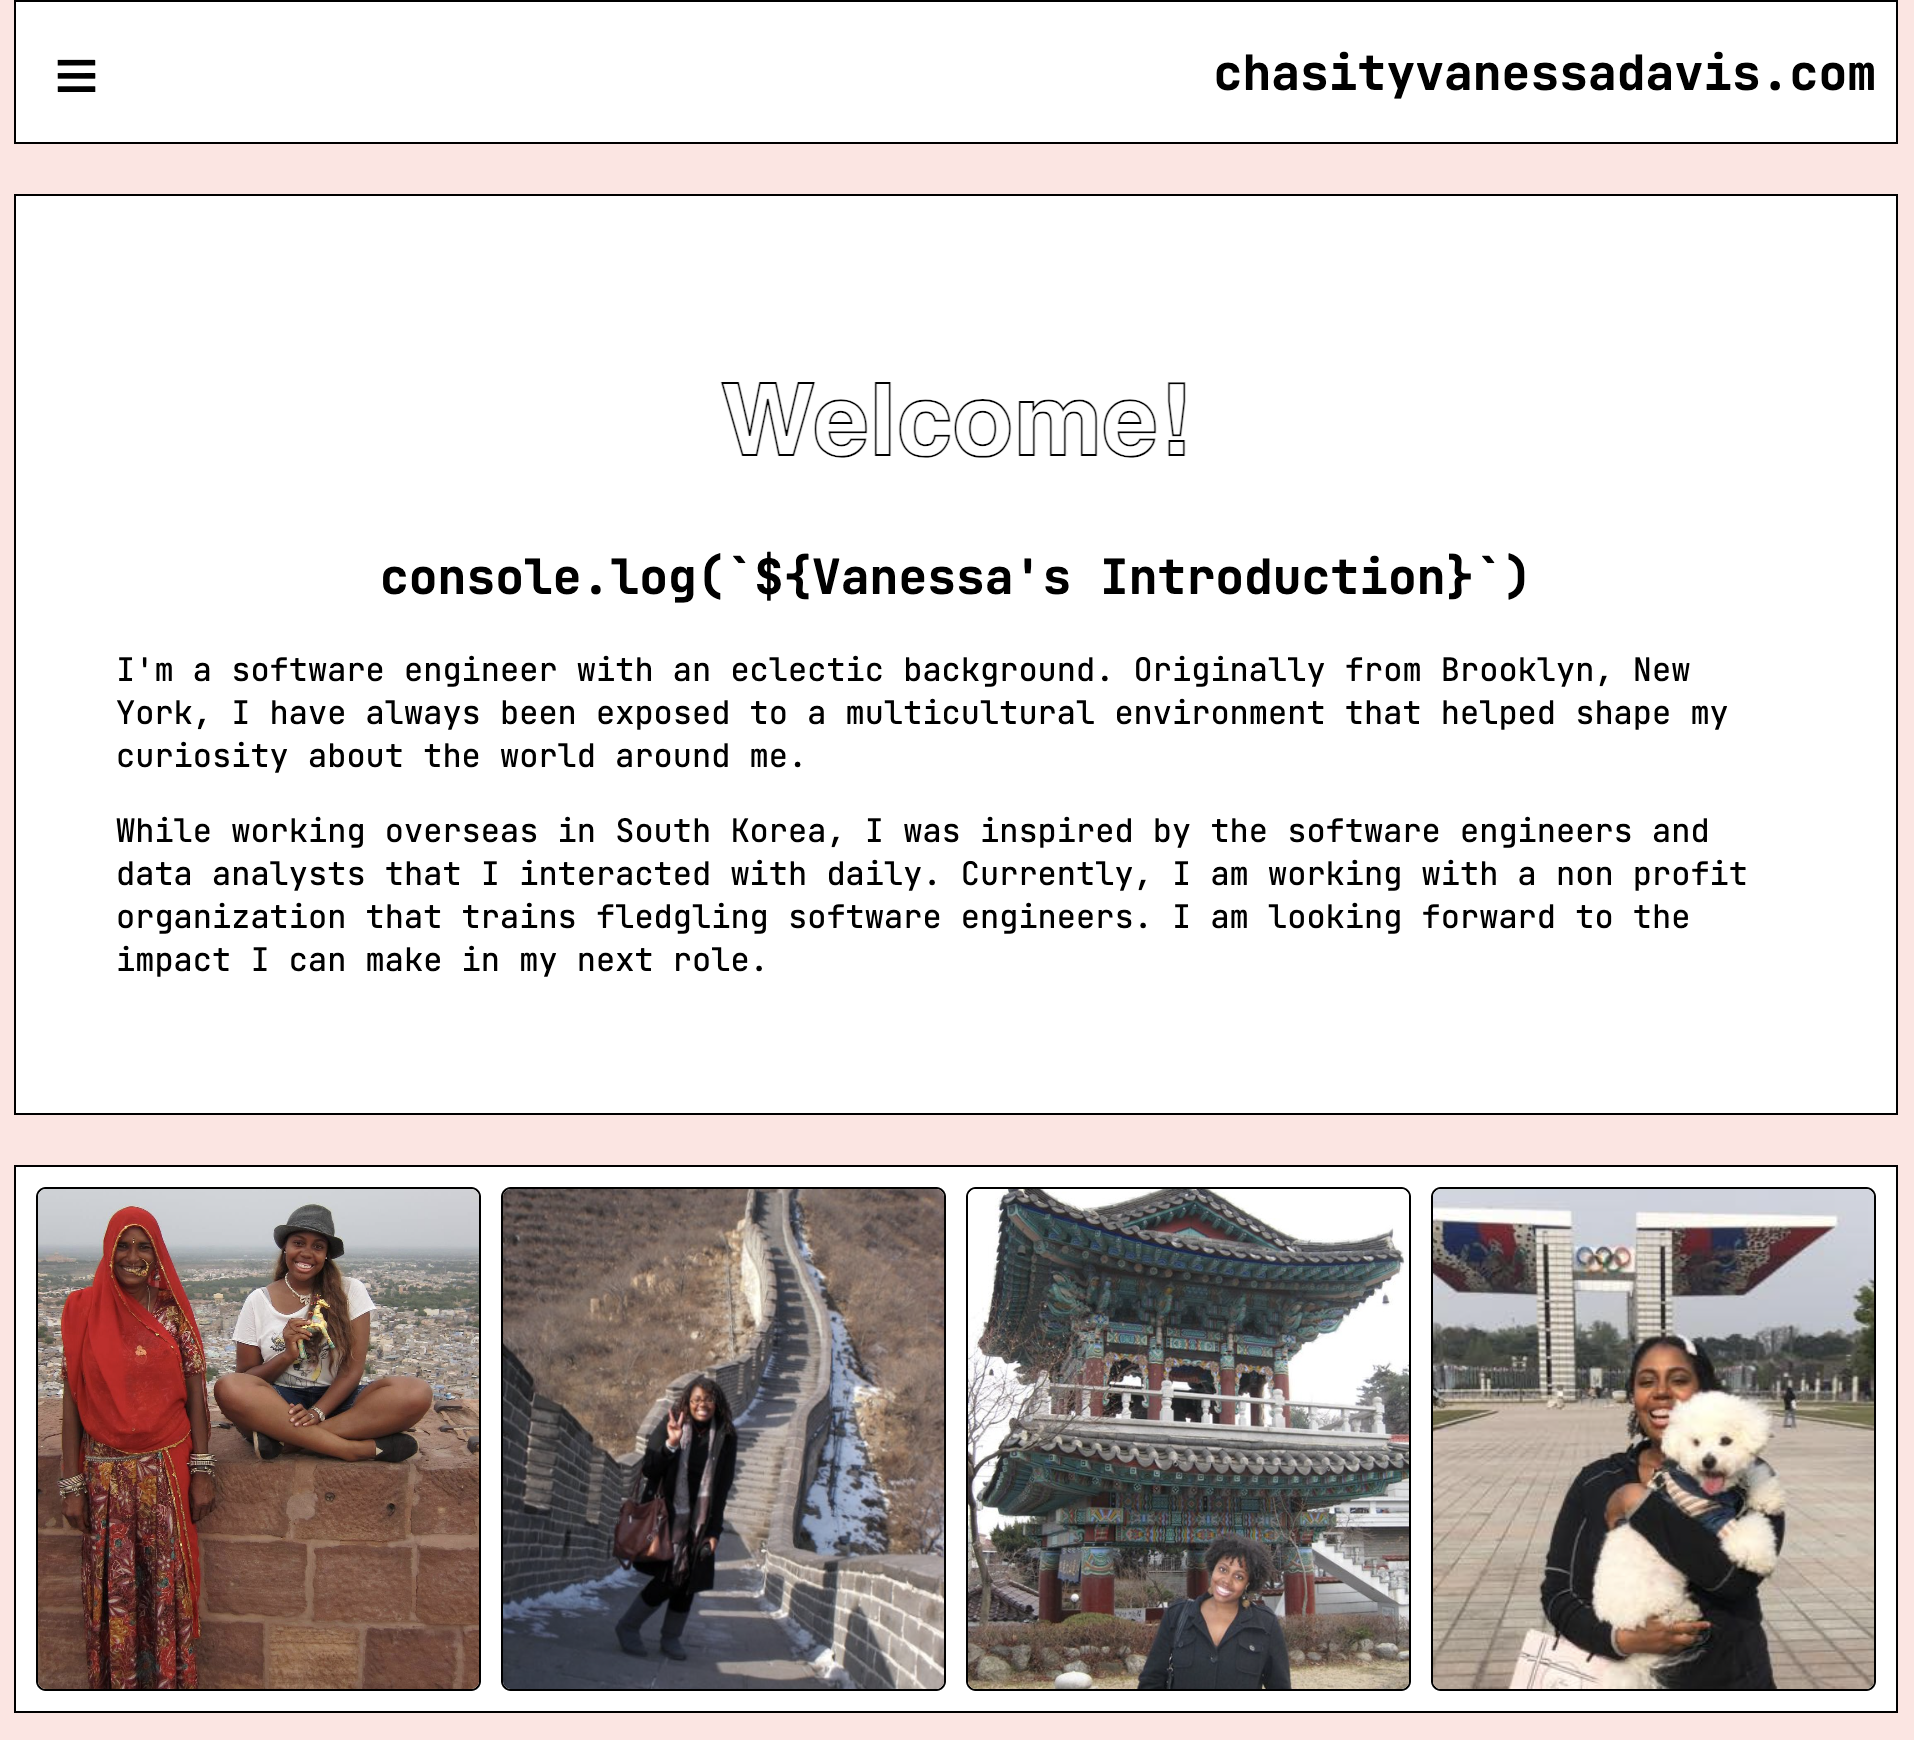 chasityvanessadavis.com
Welcome!
console.log(`${Vanessa's Introduction}`)
I'm a software engineer with an eclectic background. Originally from Brooklyn, New
York, I have always been exposed to a multicultural environment that helped shape my
curiosity about the world around me.
While working overseas in South Korea, I was inspired by the software engineers and
data analysts that I interacted with daily. Currently, I am working with a non profit
organization that trains fledgling software engineers. I am looking forward to the
impact I can make in my next role.